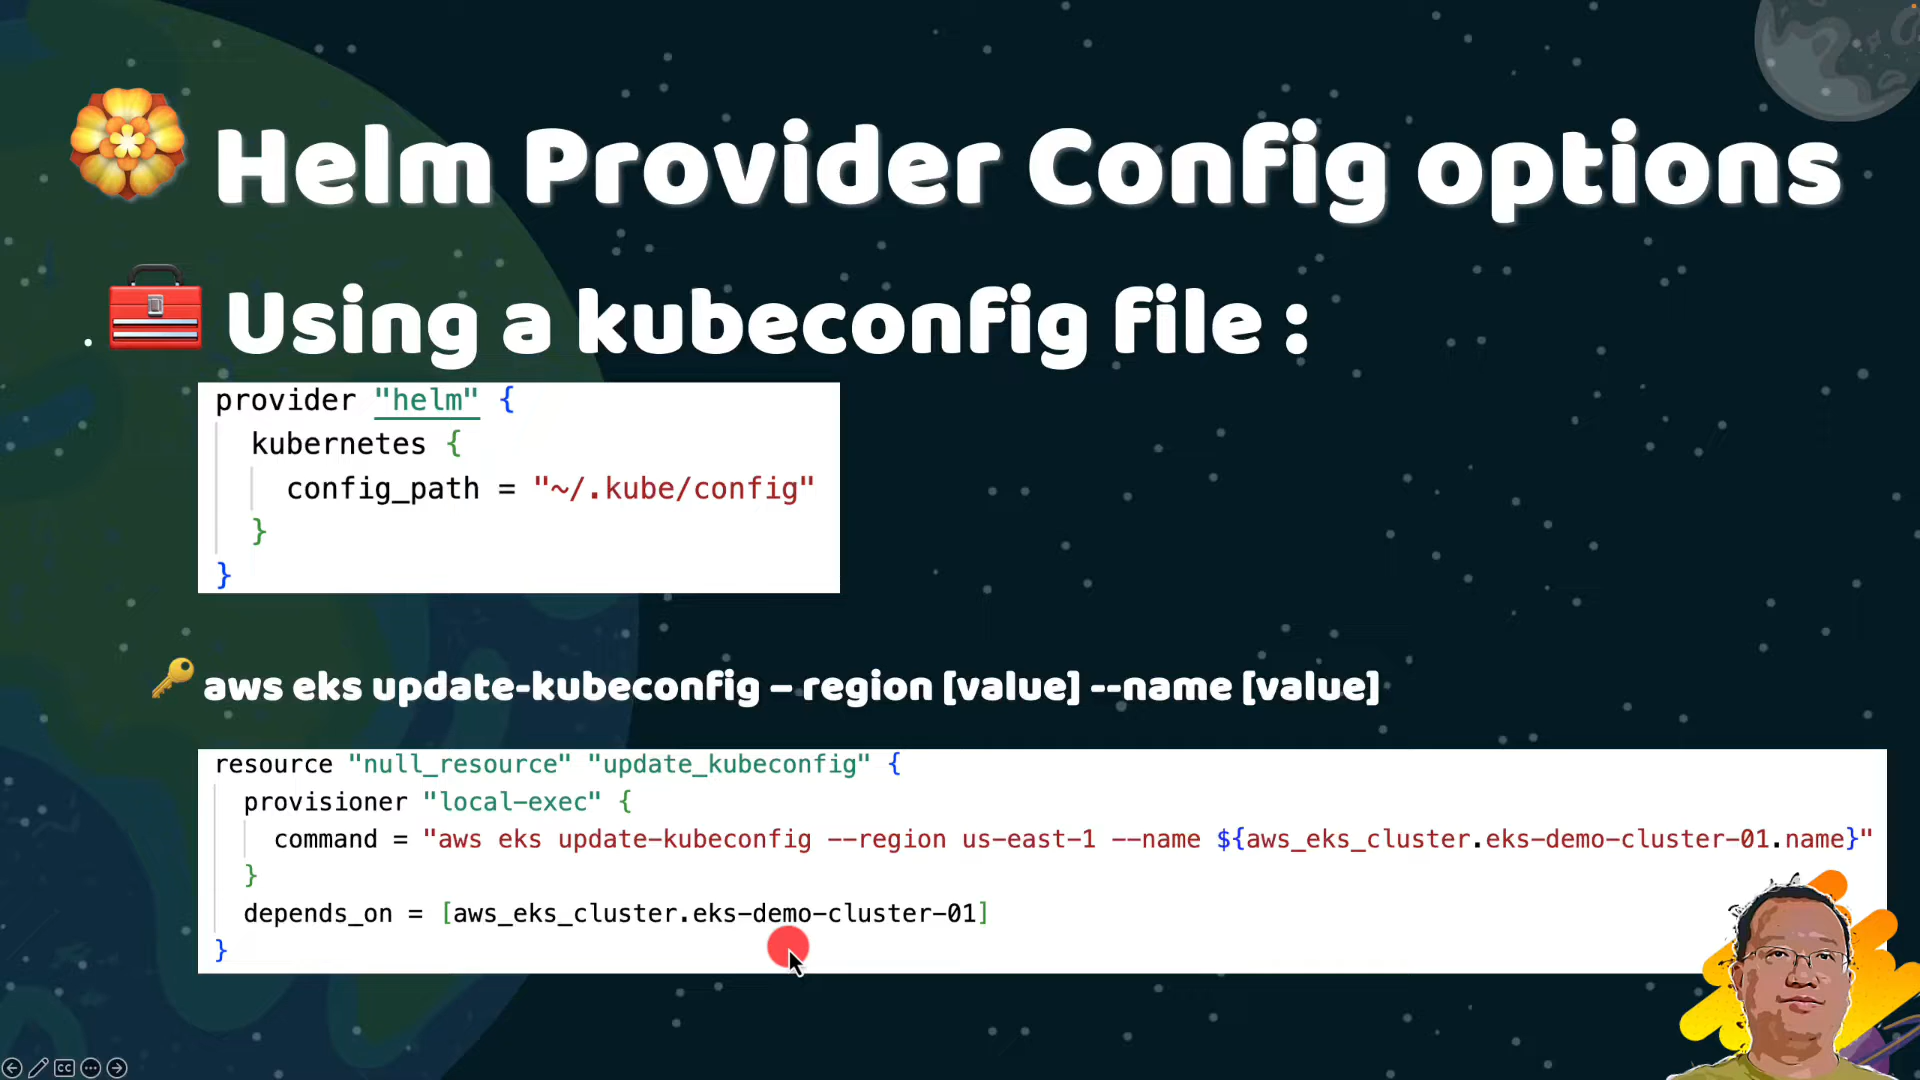 Helm Provider Config options
. Using a kubeconfig file :
provider "helm" {
kubernetes {
config_path = "~/.kube/config"
}
}
aws eks update-kubeconfig – region [value] --name [value]
resource "null_resource" "update_kubeconfig" {
provisioner "local-exec" {
command = "aws eks update-kubeconfig --region us-east-1 --name ${aws_eks_cluster.eks-demo-cluster-01.name}"
}
depends_on = [aws_eks_cluster.eks-demo-cluster-01]
}
CC